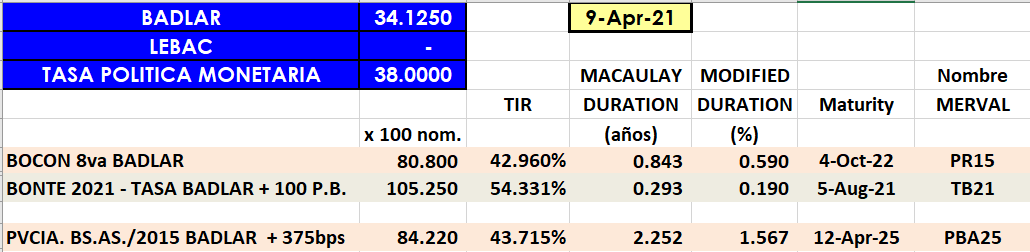 BADLAR 34.1250 9-Apr-21
LEBAC -
TASA POLITICA MONETARIA 38.0000 MACAULAY MODIFIED Nombre
TIR DURATION DURATION Maturity MERVAL
x 100 nom. (años) (%)
BOCON 8va BADLAR 80.800 42.960% 0.843 0.590 4-Oct-22 PR15
BONTE 2021 - TASA BADLAR + 100 P.B. 105.250 54.331% 0.293 0.190 5-Aug-21 TB21
PVCIA. BS.AS./2015 BADLAR + 375bps 84.220 43.715% 2.252 1.567 12-Apr-25 PBA25